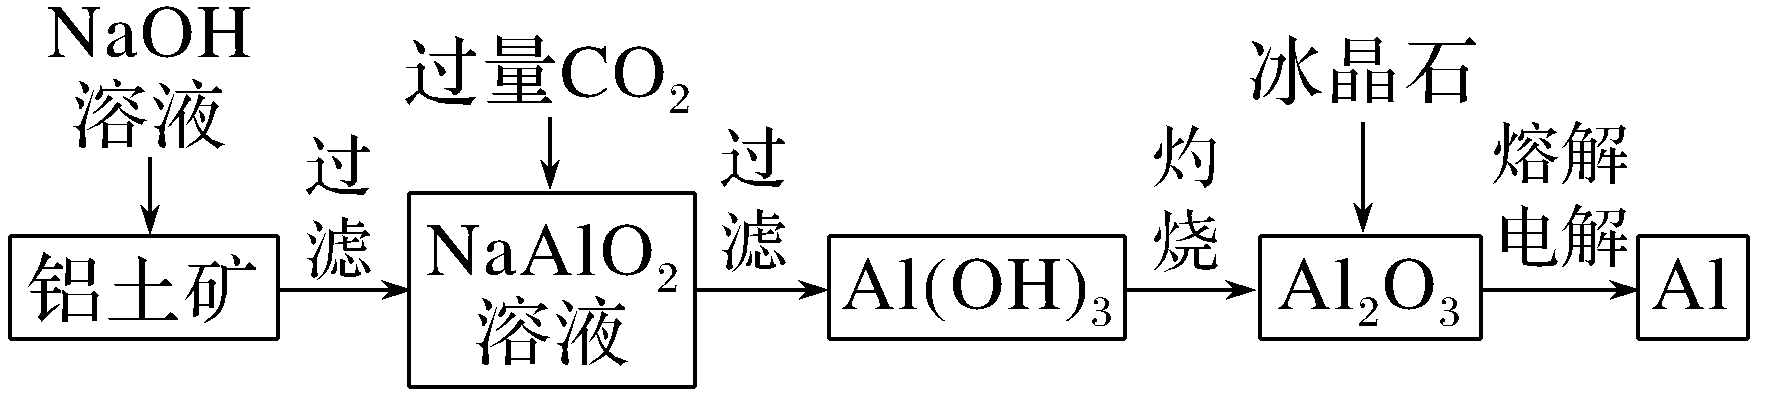 NaOH
溶液
过量CO₂
冰晶石
过
滤
过
滤
灼
烧
熔解
电解
铝土矿
NaAlO₂
溶液
Al(OH)₃
Al₂O₃
Al